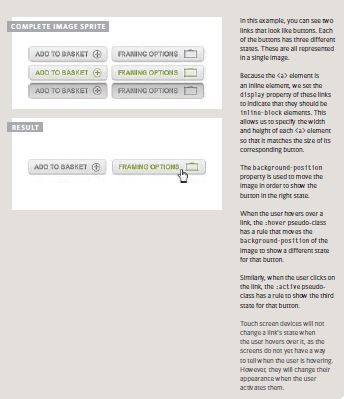 COMPLETE IMAGE SPRITE
ADD TO BASKET FRAMING OPTIONS
ADD TO BASKET FRAMING OPTIONS
ADD TO BASKET FRAMING OPTIONS
RESULT
ADD TO BASKET FRAMING OPTIONS
In this example, you can see two
links that look like buttons. Each
of the buttons has three different
states. These are all represented
in a single image.
Because the <a> element is
an inline element, we set the
display property of these links
to indicate that they should be
inline-block elements. This
allows us to specify the width
and height of each <a> element
so that it matches the size of its
corresponding button.
The background-position
property is used to move the
image in order to show the
button in the right state.
When the user hovers over a
link, the :hover pseudo-class
has a rule that moves the
background-position of the
image to show a different state
for that button.
Similarly, when the user clicks on
the link, the :active pseudo-
class has a rule to show the third
state for that button.
Touch screen devices will not
change a link's state when
the user hovers over it, as the
screens do not yet have a way
to tell when the user is hovering.
However, they will change their
appearance when the user
activates them.